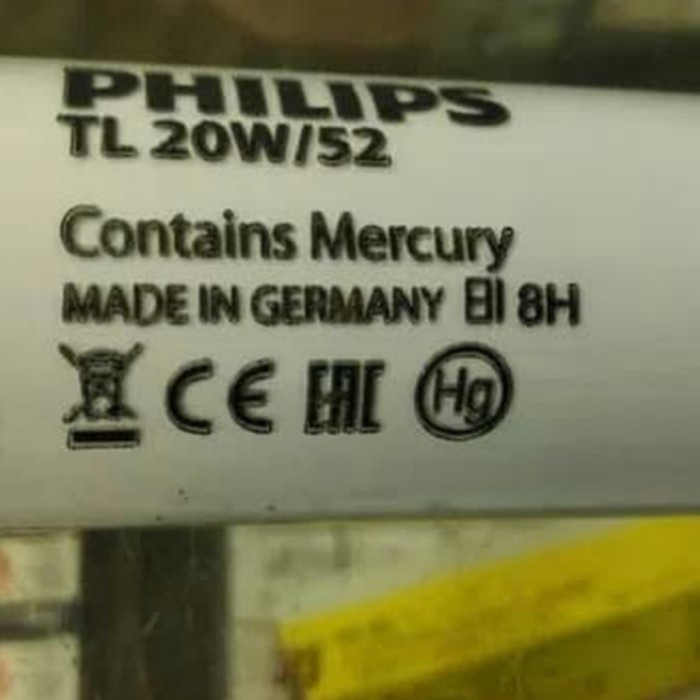 PHILIPS
TL 20W/52
Contains Mercury
MADE IN GERMANY 8H
CE EAC Hg